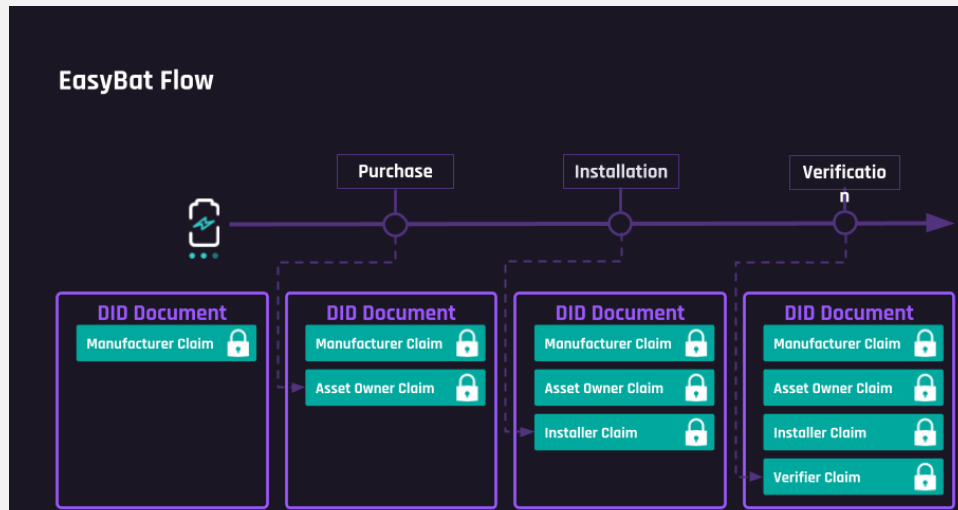 EasyBat Flow
Purchase
Installation
Verificatio
n
DID Document
Manufacturer Claim
DID Document
Manufacturer Claim
Asset Owner Claim
DID Document
Manufacturer Claim
Asset Owner Claim
Installer Claim
DID Document
Manufacturer Claim
Asset Owner Claim
Installer Claim
Verifier Claim